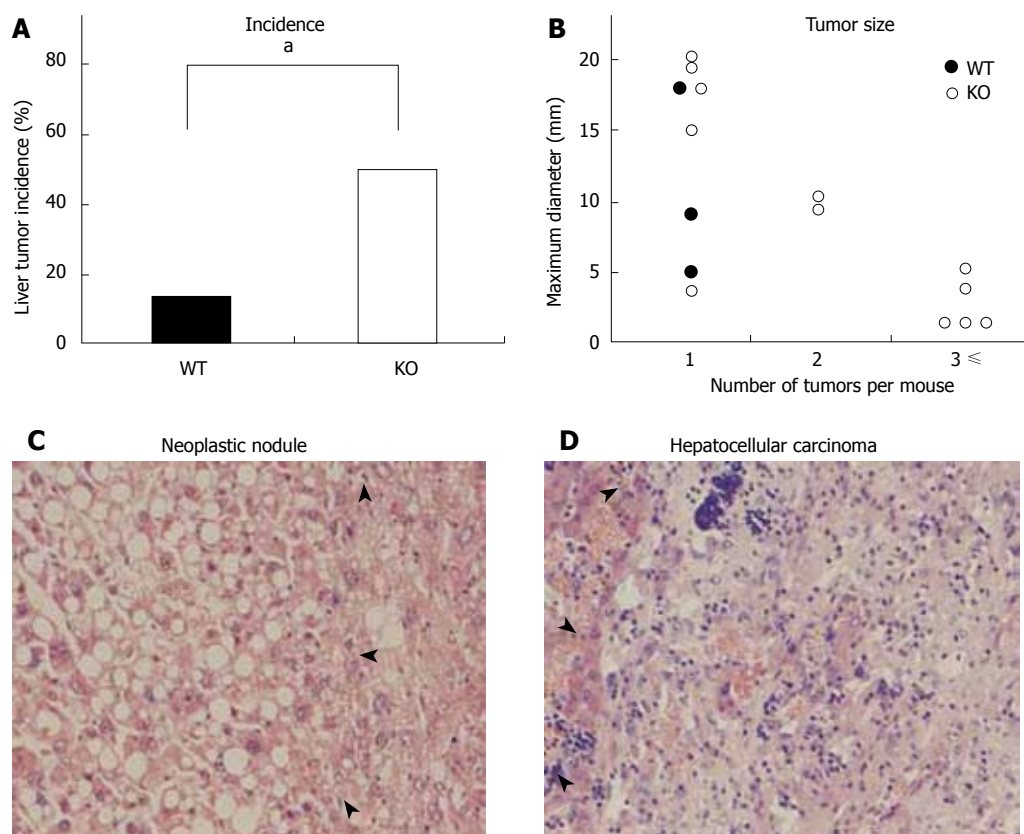 A
Incidence
a
Liver tumor incidence (%)
80
60
40
20
0
WT
KO
B
Tumor size
WT
KO
Maximum diameter (mm)
20
15
10
5
0
1
2
3 ≤
Number of tumors per mouse
C
Neoplastic nodule
D
Hepatocellular carcinoma